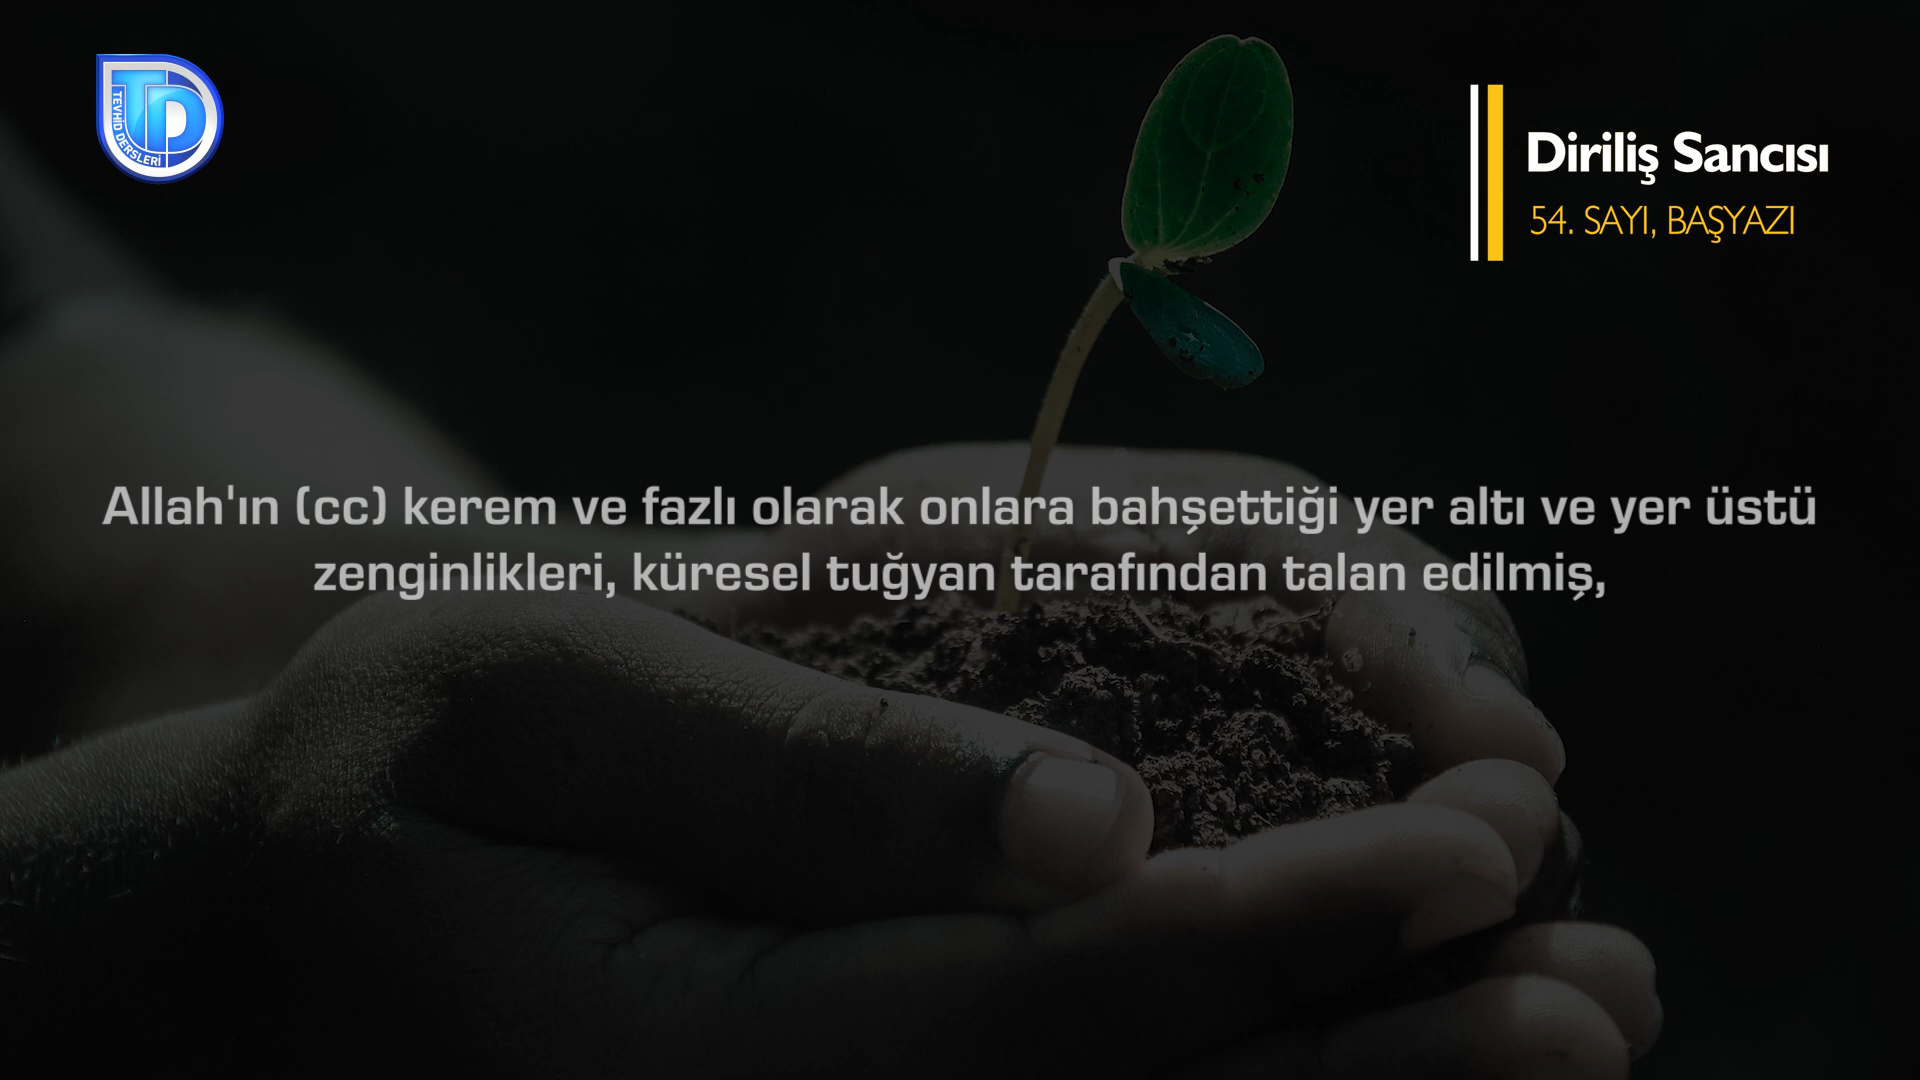 TD
TEVHİD DERSLERİ
Diriliş Sancısı
54. SAYI, BAŞYAZI
Allah'ın (cc) kerem ve fazlı olarak onlara bahşettiği yer altı ve yer üstü
zenginlikleri, küresel tuğyan tarafından talan edilmiş,